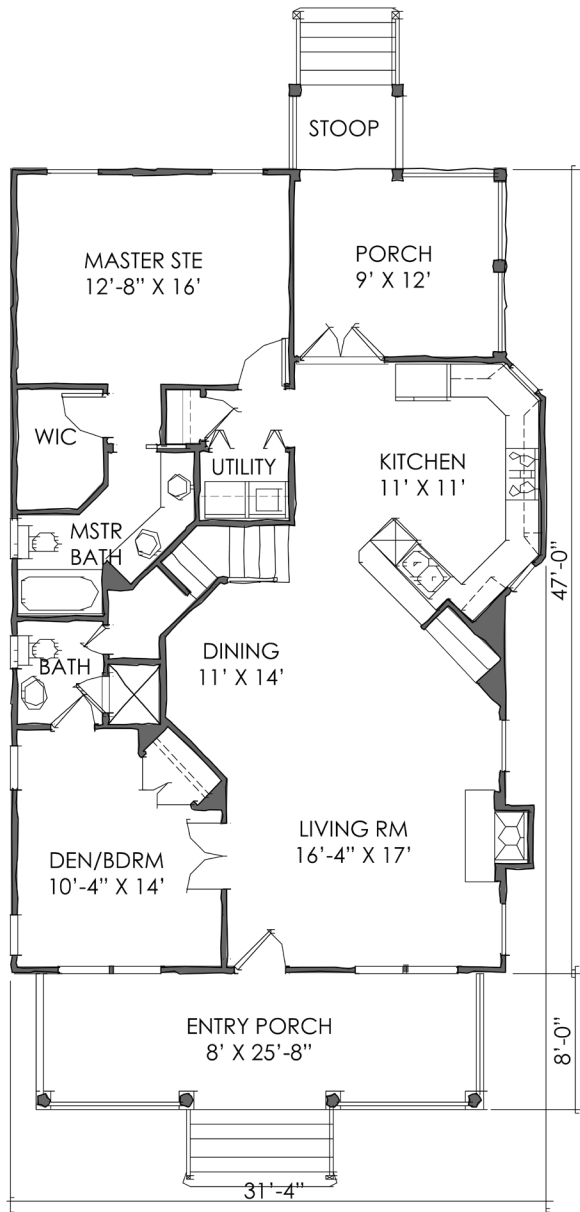 STOOP
MASTER STE
12'-8" X 16'
PORCH
9' X 12'
WIC
UTILITY
KITCHEN
11' X 11'
MSTR
BATH
47'-0"
BATH
DINING
11' X 14'
LIVING RM
16'-4" X 17'
DEN/BDRM
10'-4" X 14'
ENTRY PORCH
8' X 25'-8"
8'-0"
31'-4"